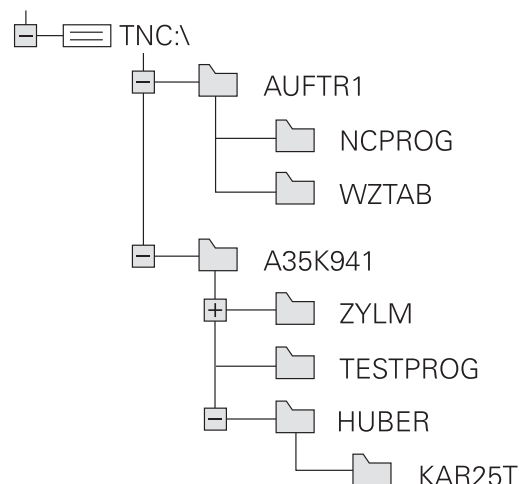 TNC:\
AUFTR1
NCPROG
WZTAB
A35K941
ZYLM
TESTPROG
HUBER
KAR25T